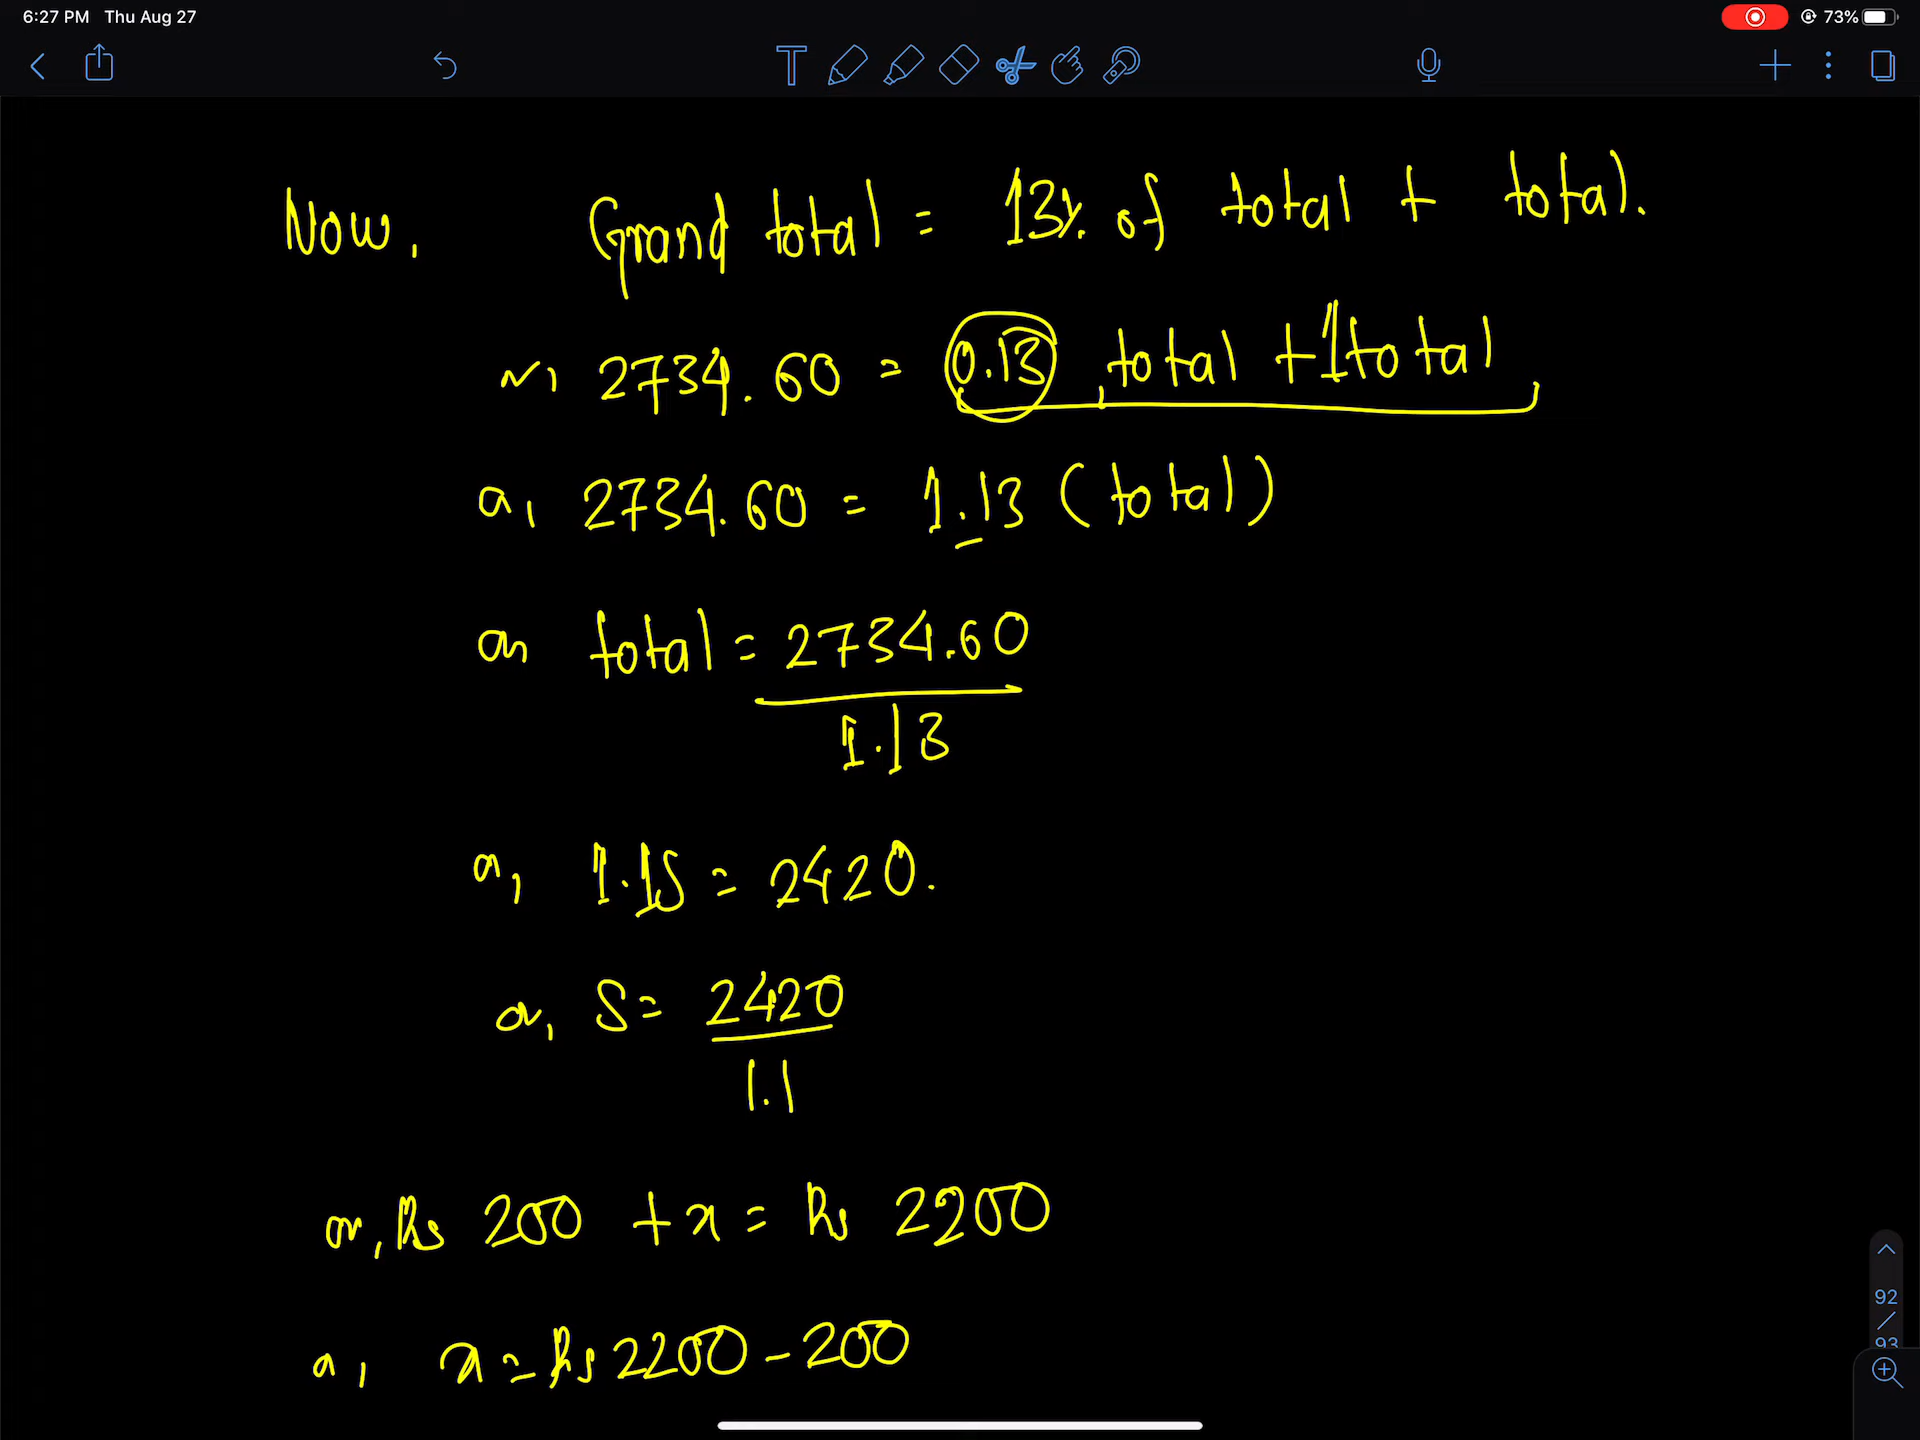 6:27 PM Thu Aug 27
73%
Now, Grand total = 13% of total + total.
or, 2734.60 = 0.13 total + 1 total
or, 2734.60 = 1.13 (total)
or, total = 2734.60
1.13
or, 1.1S = 2420.
or, S = 2420
1.1
or, Rs 200 + x = Rs 2200
or, x = Rs 2200 - 200
92
/
93